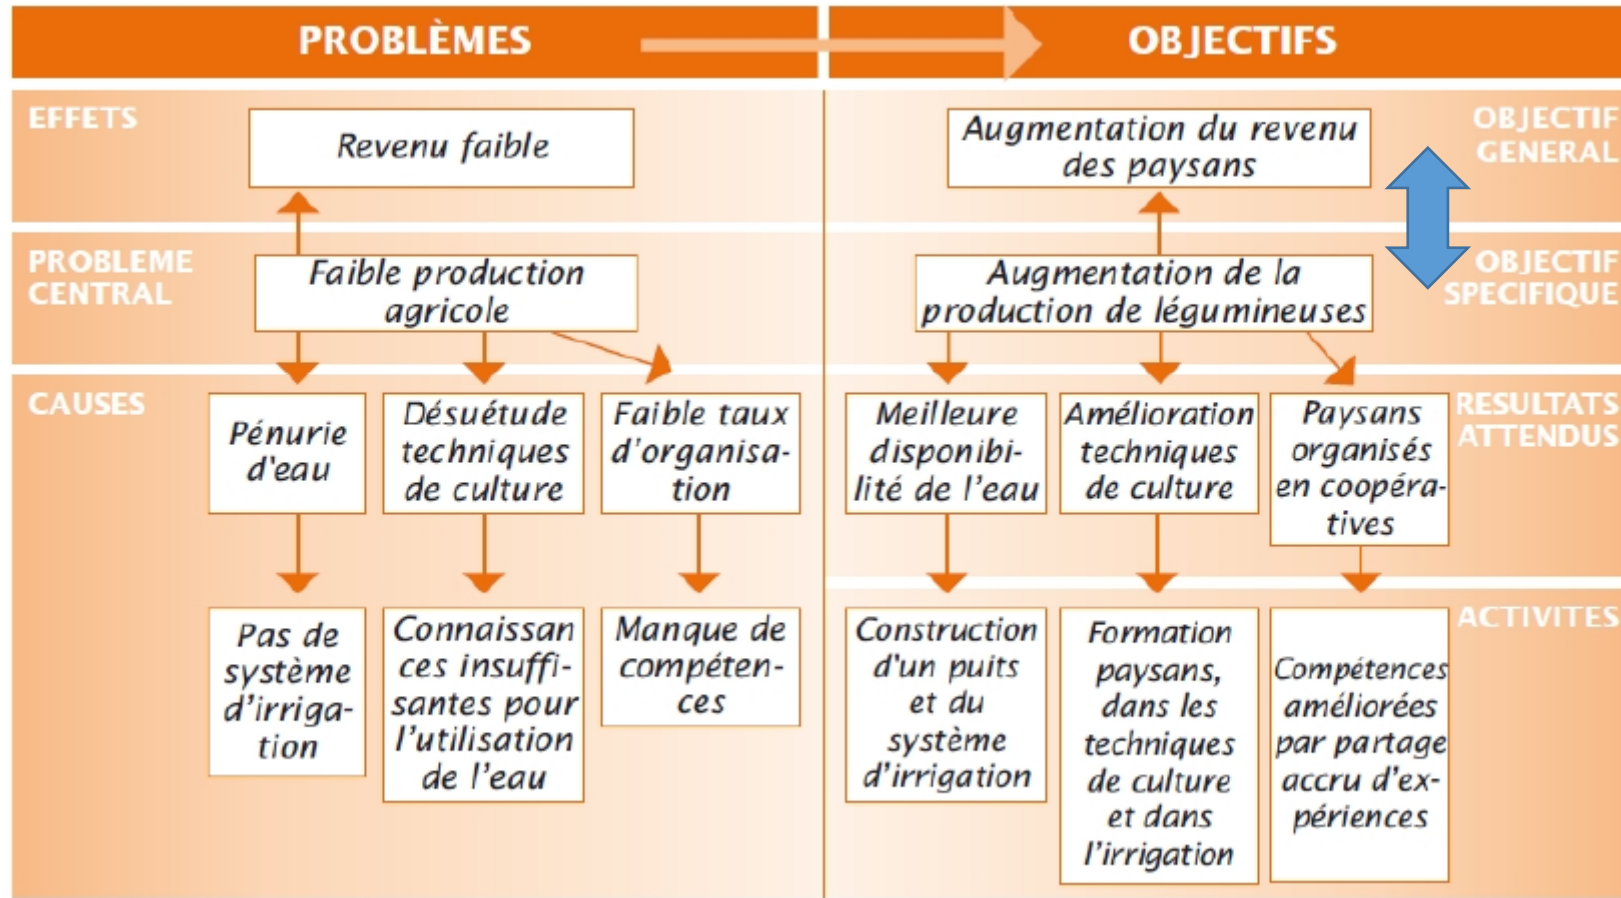 PROBLÈMES
OBJECTIFS
EFFETS
Revenu faible
PROBLEME
CENTRAL
Faible production
agricole
CAUSES
Pénurie
d'eau
Désuétude
techniques
de culture
Faible taux
d'organisa-
tion
Pas de
système
d'irriga-
tion
Connaissan
ces insuffi-
santes pour
l'utilisation
de l'eau
Manque de
compéten-
ces
Augmentation du revenu
des paysans
OBJECTIF
GENERAL
Augmentation de la
production de légumineuses
OBJECTIF
SPECIFIQUE
Meilleure
disponibi-
lité de l'eau
Amélioration
techniques
de culture
Paysans
organisés
en coopéra-
tives
RESULTATS
ATTENDUS
Construction
d'un puits
et du
système
d'irrigation
Formation
paysans,
dans les
techniques
de culture
et dans
l'irrigation
Compétences
améliorées
par partage
accru d'ex-
périences
ACTIVITES